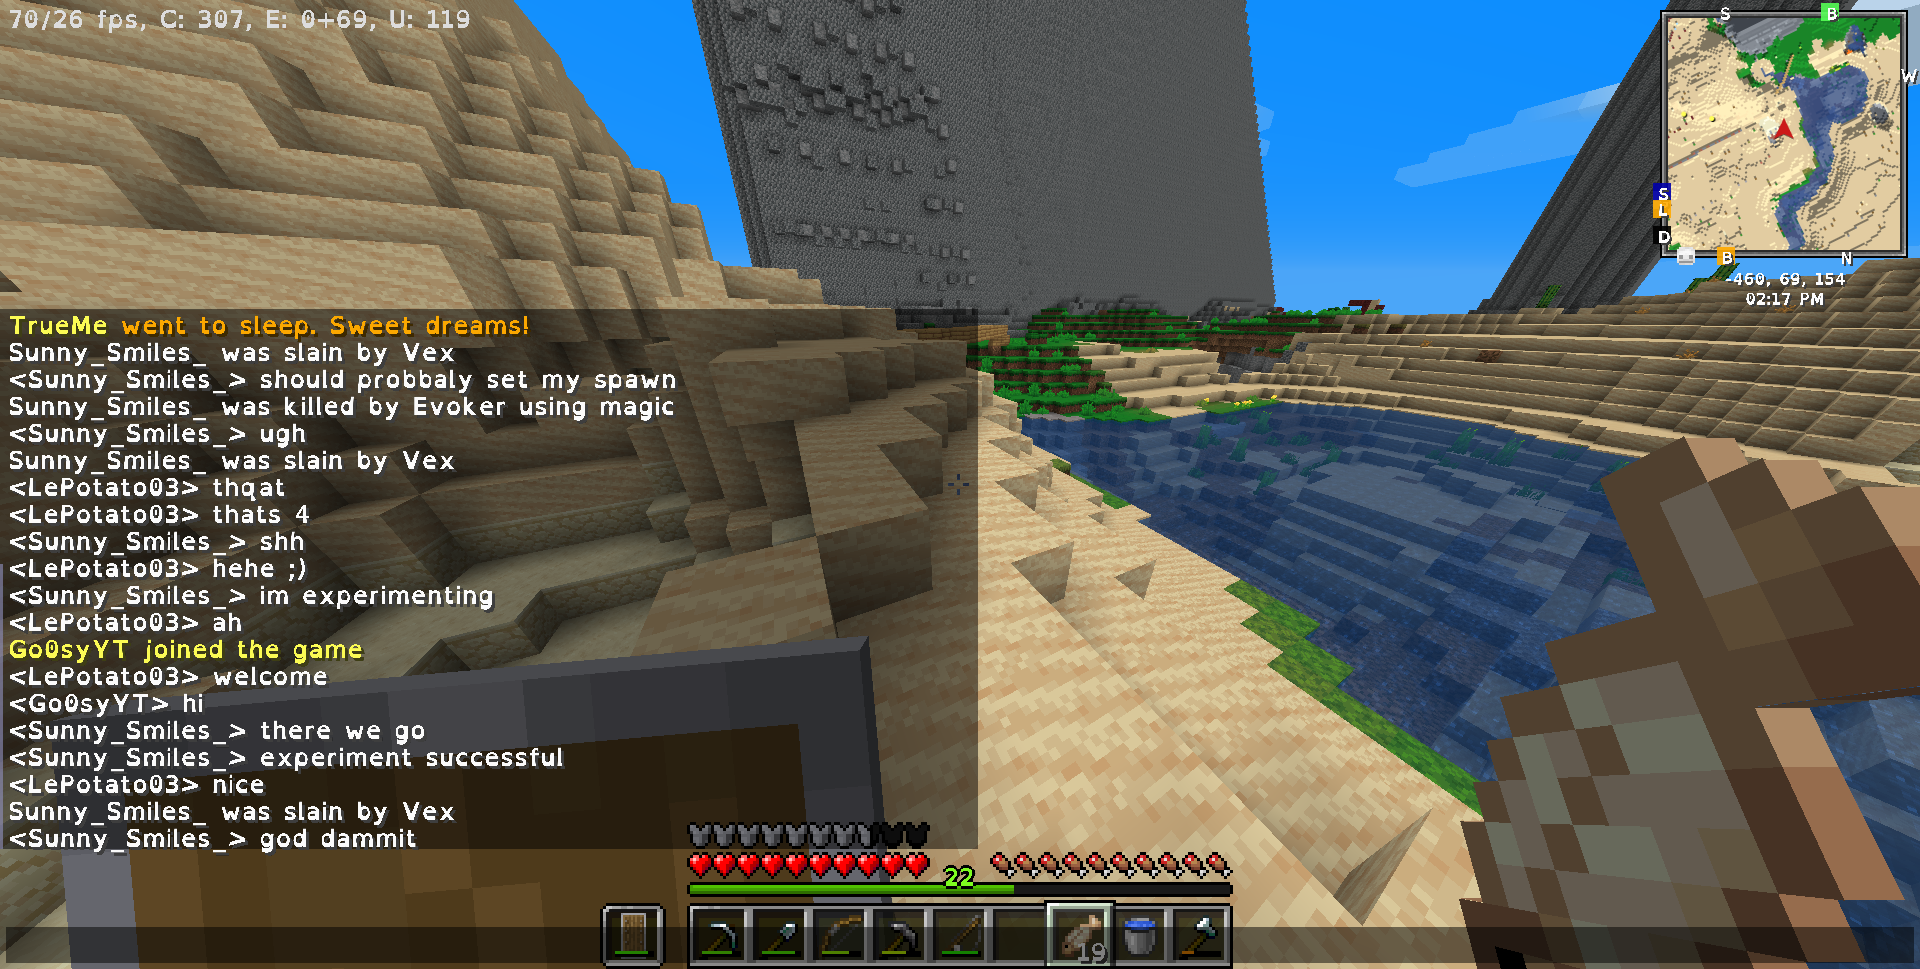 70/26 fps, C: 307, E: 0+69, U: 119
S B
W
S
L
D
B N
-460, 69, 154
02:17 PM
TrueMe went to sleep. Sweet dreams!
Sunny_Smiles_ was slain by Vex
<Sunny_Smiles_> should probbaly set my spawn
Sunny_Smiles_ was killed by Evoker using magic
<Sunny_Smiles_> ugh
Sunny_Smiles_ was slain by Vex
<LePotato03> thqat
<LePotato03> thats 4
<Sunny_Smiles_> shh
<LePotato03> hehe ;)
<Sunny_Smiles_> im experimenting
<LePotato03> ah
Go0syYT joined the game
<LePotato03> welcome
<Go0syYT> hi
<Sunny_Smiles_> there we go
<Sunny_Smiles_> experiment successful
<LePotato03> nice
Sunny_Smiles_ was slain by Vex
<Sunny_Smiles_> god dammit
22
19